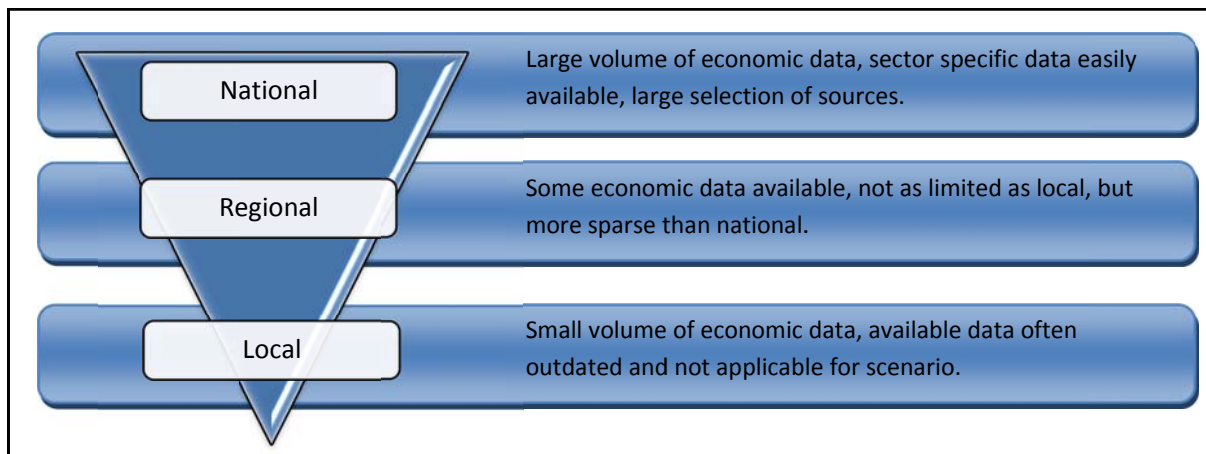 National
Large volume of economic data, sector specific data easily
available, large selection of sources.
Regional
Some economic data available, not as limited as local, but
more sparse than national.
Local
Small volume of economic data, available data often
outdated and not applicable for scenario.